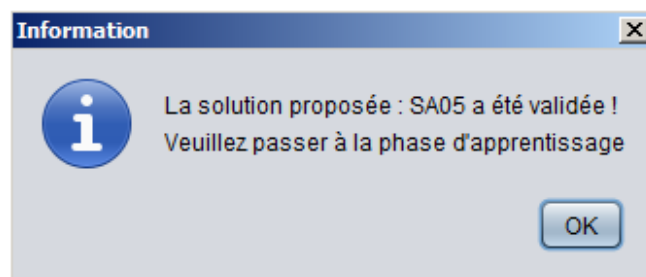 Information
La solution proposée : SA05 a été validée !
Veuillez passer à la phase d'apprentissage
OK